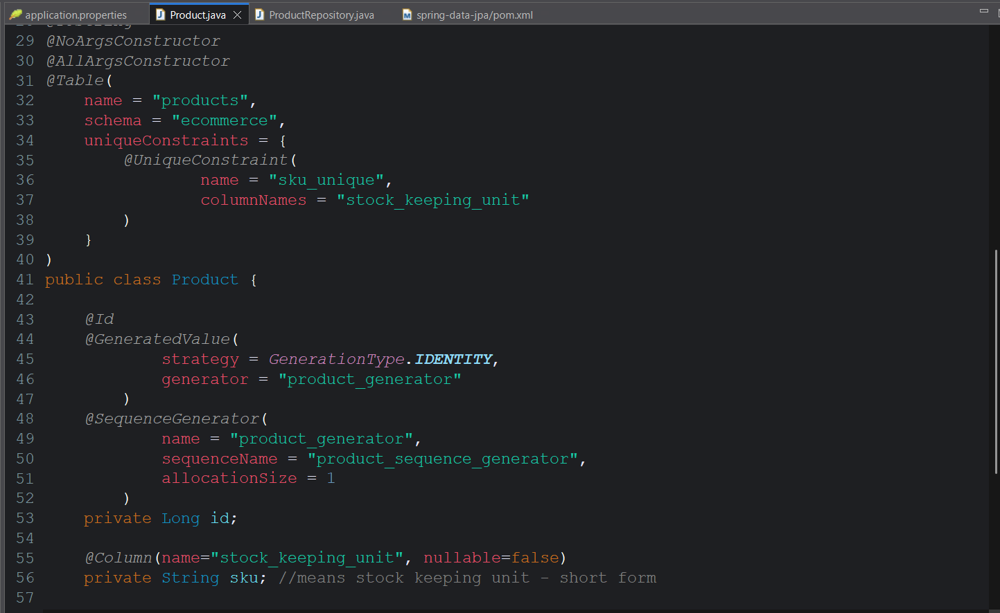 application.properties Product.java ProductRepository.java spring-data-jpa/pom.xml
29 @NoArgsConstructor
30 @AllArgsConstructor
31 @Table(
32 name = "products",
33 schema = "ecommerce",
34 uniqueConstraints = {
35 @UniqueConstraint(
36 name = "sku_unique",
37 columnNames = "stock_keeping_unit"
38 )
39 }
40 )
41 public class Product {
42
43 @Id
44 @GeneratedValue(
45 strategy = GenerationType.IDENTITY,
46 generator = "product_generator"
47 )
48 @SequenceGenerator(
49 name = "product_generator",
50 sequenceName = "product_sequence_generator",
51 allocationSize = 1
52 )
53 private Long id;
54
55 @Column(name="stock_keeping_unit", nullable=false)
56 private String sku; //means stock keeping unit - short form
57